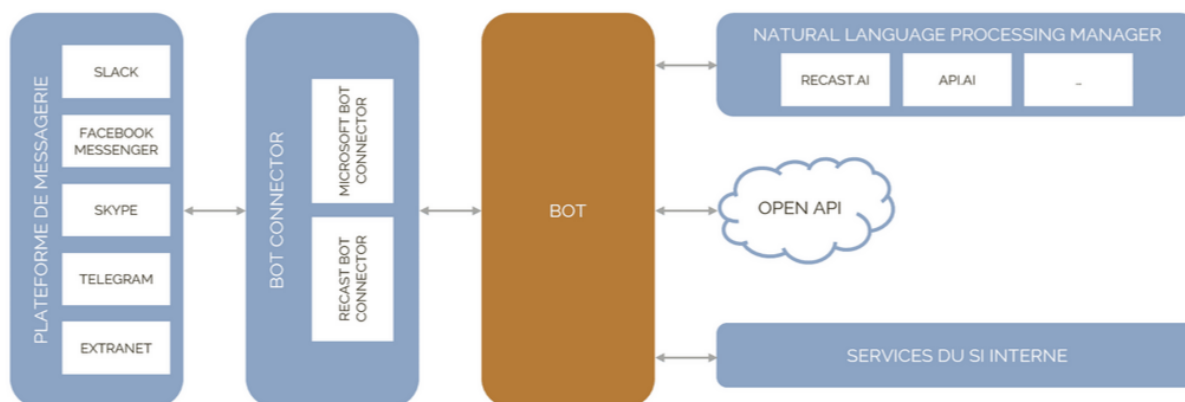 PLATEFORME DE MESSAGERIE
SLACK
FACEBOOK
MESSENGER
SKYPE
TELEGRAM
EXTRANET
BOT CONNECTOR
MICROSOFT BOT
CONNECTOR
RECAST BOT
CONNECTOR
BOT
NATURAL LANGUAGE PROCESSING MANAGER
RECAST.AI
API.AI
...
OPEN API
SERVICES DU SI INTERNE